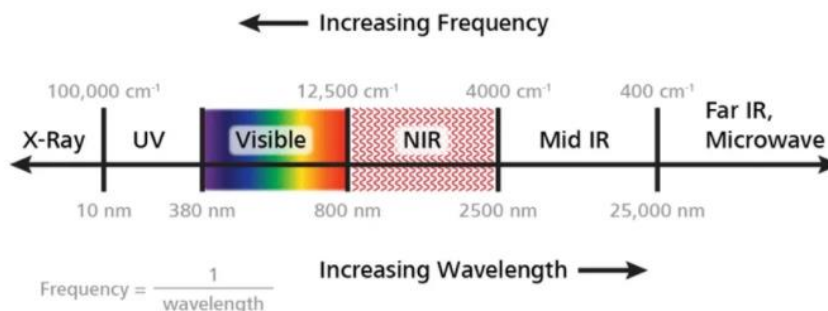 Increasing Frequency
100,000 cm⁻¹ 12,500 cm⁻¹ 4000 cm⁻¹ 400 cm⁻¹
X-Ray UV Visible NIR Mid IR Far IR,
Microwave
10 nm 380 nm 800 nm 2500 nm 25,000 nm
Increasing Wavelength
Frequency = 1
wavelength